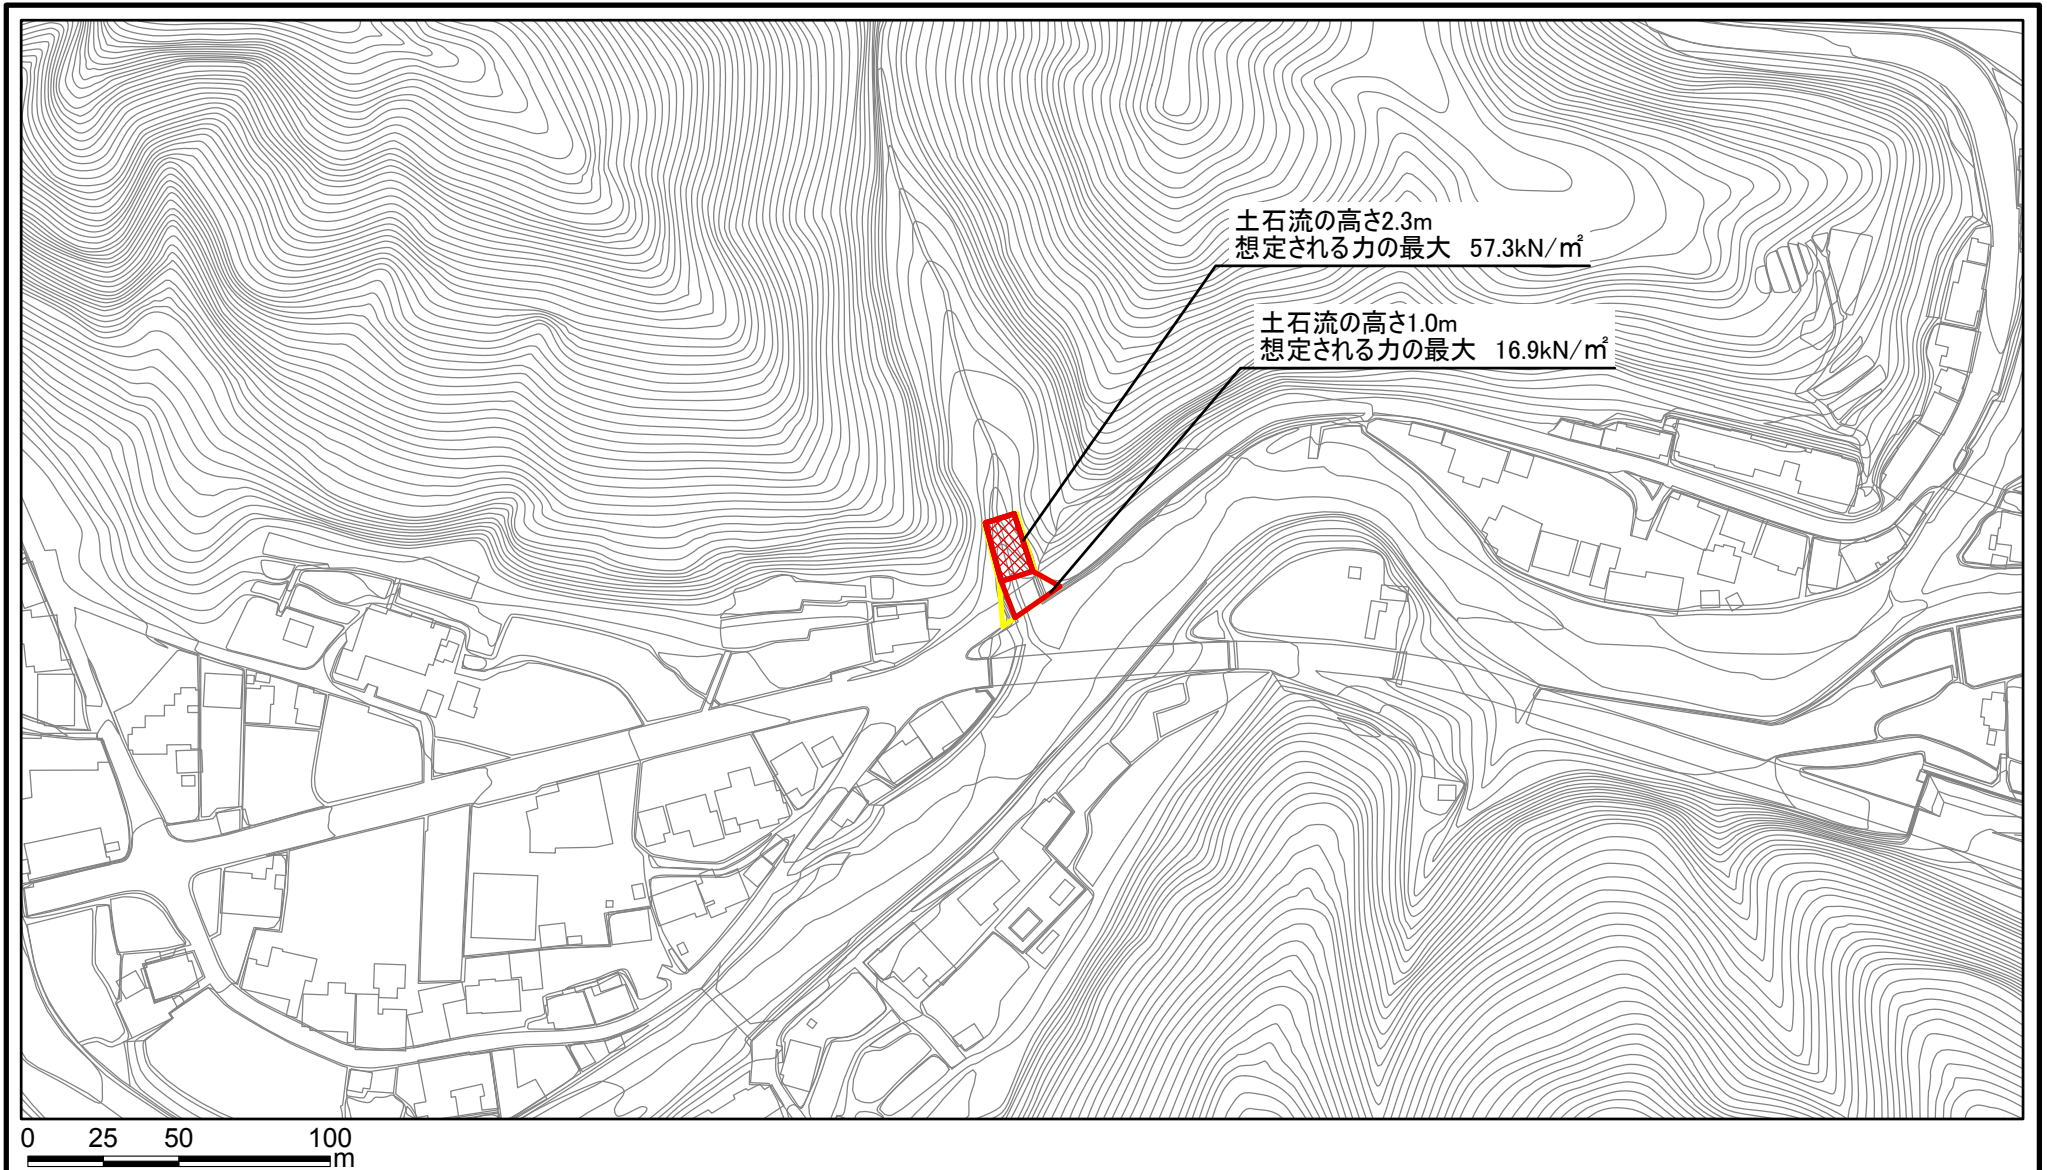 土石流の高さ2.3m
想定される力の最大 57.3kN/㎡
土石流の高さ1.0m
想定される力の最大 16.9kN/㎡
0 25 50 100
m